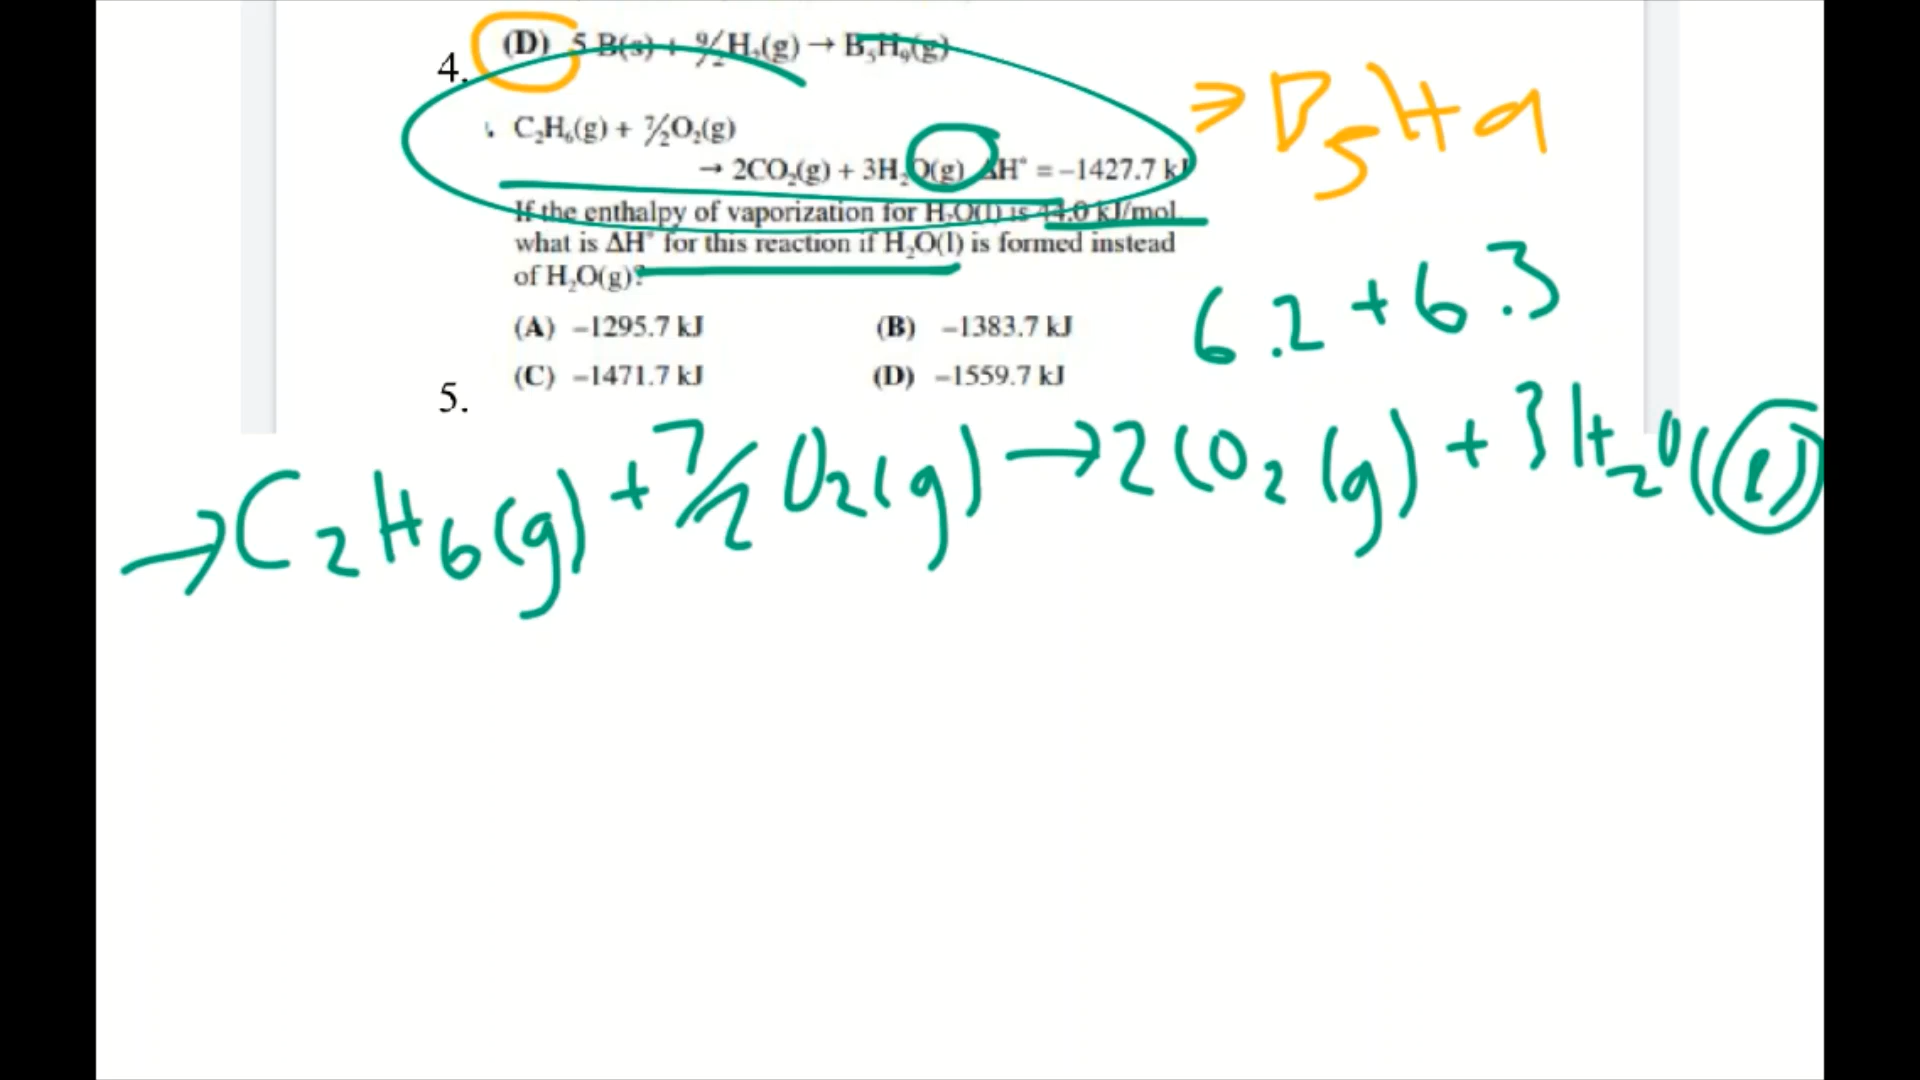 4. (D) 5 B(s) + 9/2 H₂(g) → B₅H₉(g)
⇒ B₅H9
C₂H₆(g) + 7/2O₂(g)
→ 2CO₂(g) + 3H₂O(g) ΔH° = –1427.7 kJ
If the enthalpy of vaporization for H₂O(l) is 44.0 kJ/mol,
what is ΔH° for this reaction if H₂O(l) is formed instead
of H₂O(g)?
6.2 + 6.3
(A) –1295.7 kJ (B) –1383.7 kJ
(C) –1471.7 kJ (D) –1559.7 kJ
5.
→ C₂H₆(g) + 7/2 O₂(g) → 2CO₂(g) + 3H₂O(l)